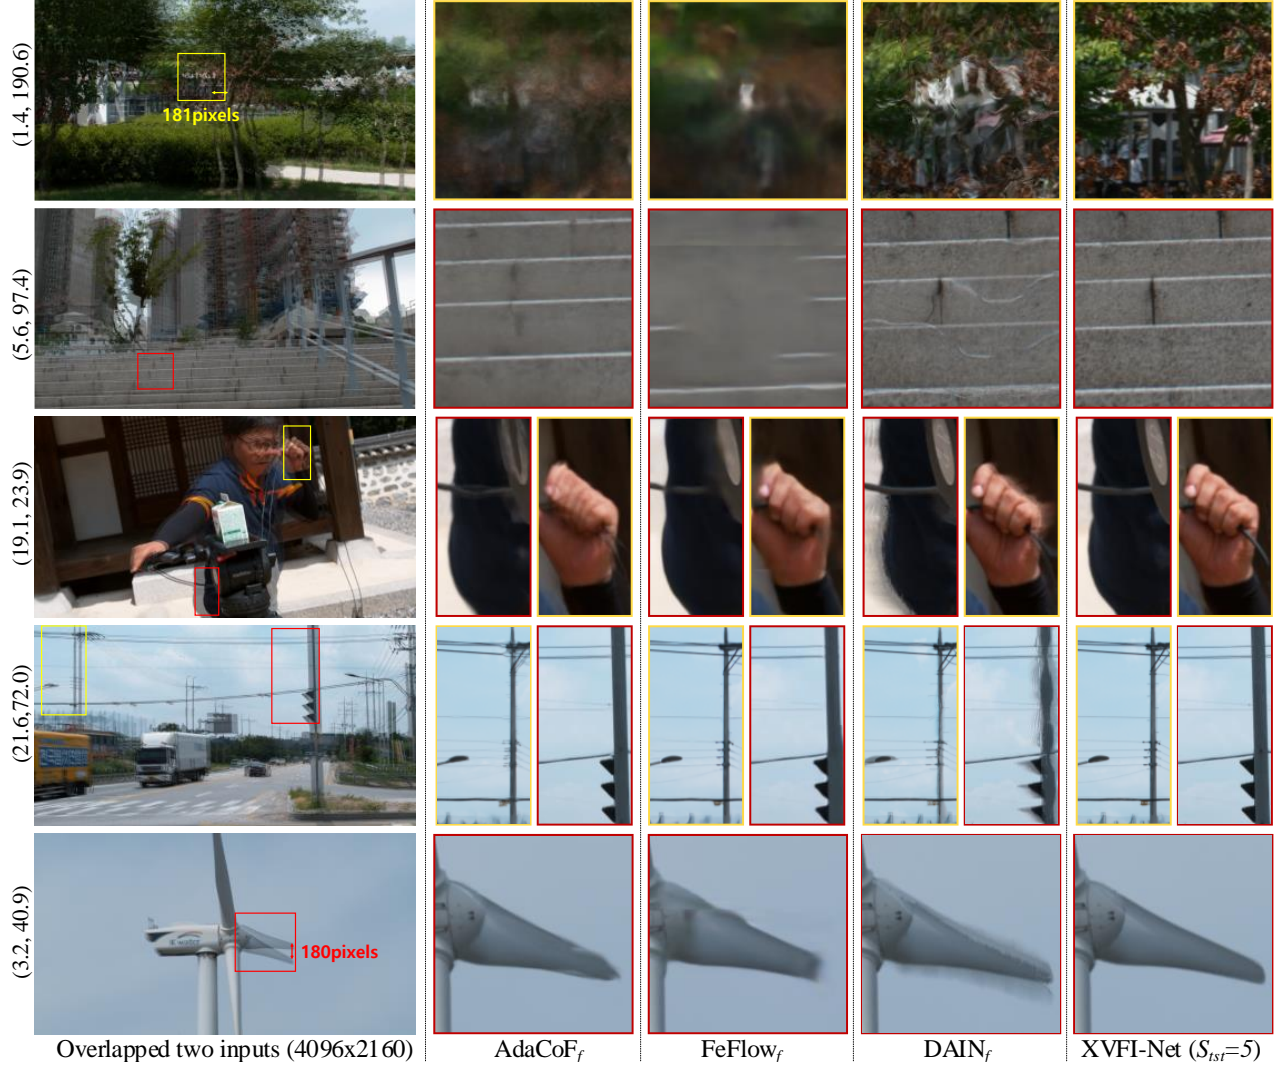 (1.4, 190.6)
181pixels
(5.6, 97.4)
(19.1, 23.9)
(21.6,72.0)
(3.2, 40.9)
180pixels
Overlapped two inputs (4096x2160)
AdaCoF_f
FeFlow_f
DAIN_f
XVFI-Net (S_tst=5)